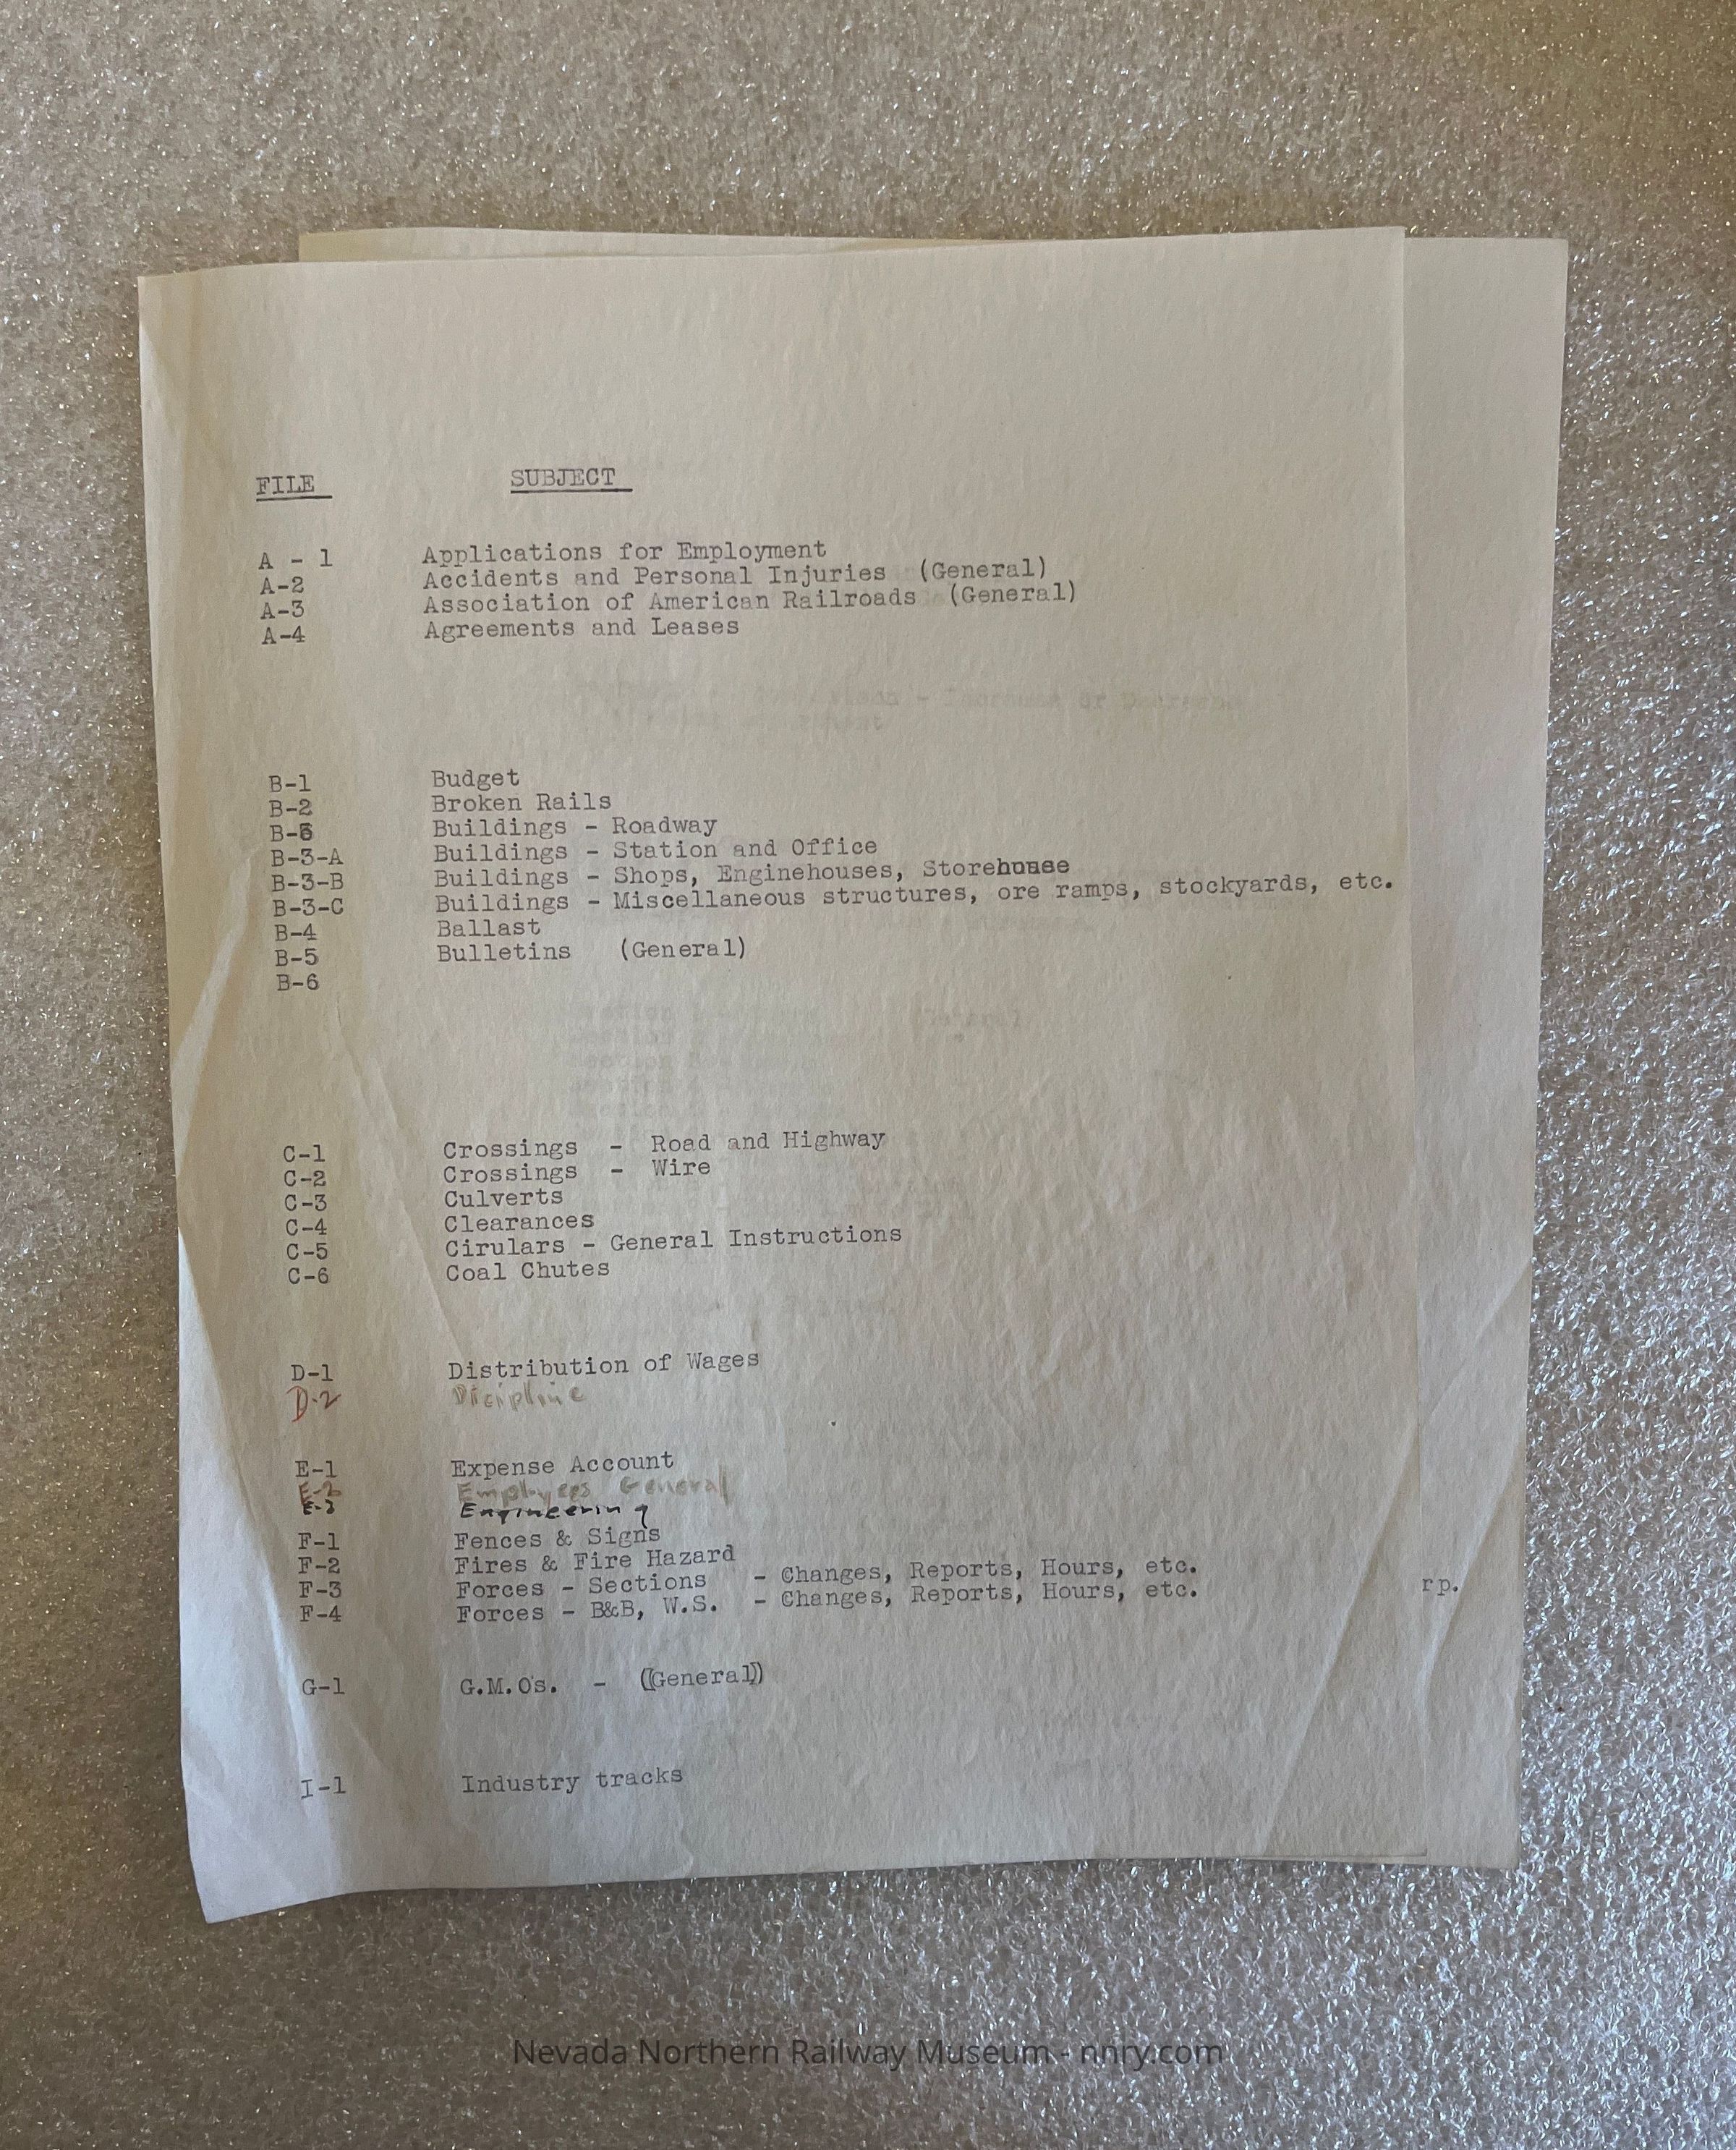 FILE SUBJECT
A - 1 Applications for Employment
A-2 Accidents and Personal Injuries (General)
A-3 Association of American Railroads (General)
A-4 Agreements and Leases
B-1 Budget
B-2 Broken Rails
B-3 Buildings - Roadway
B-3-A Buildings - Station and Office
B-3-B Buildings - Shops, Enginehouses, Storehouse
B-3-C Buildings - Miscellaneous structures, ore ramps, stockyards, etc.
B-4 Ballast
B-5 Bulletins (General)
B-6
C-1 Crossings - Road and Highway
C-2 Crossings - Wire
C-3 Culverts
C-4 Clearances
C-5 Cirulars - General Instructions
C-6 Coal Chutes
D-1 Distribution of Wages
D-2 Dicipline
E-1 Expense Account
E-2 Employees General
E-3 Engineering
F-1 Fences & Signs
F-2 Fires & Fire Hazard
F-3 Forces - Sections - Changes, Reports, Hours, etc.
F-4 Forces - B&B, W.S. - Changes, Reports, Hours, etc.
rp.
G-1 G.M.Os. - (General)
I-1 Industry tracks
Nevada Northern Railway Museum - nnry.com